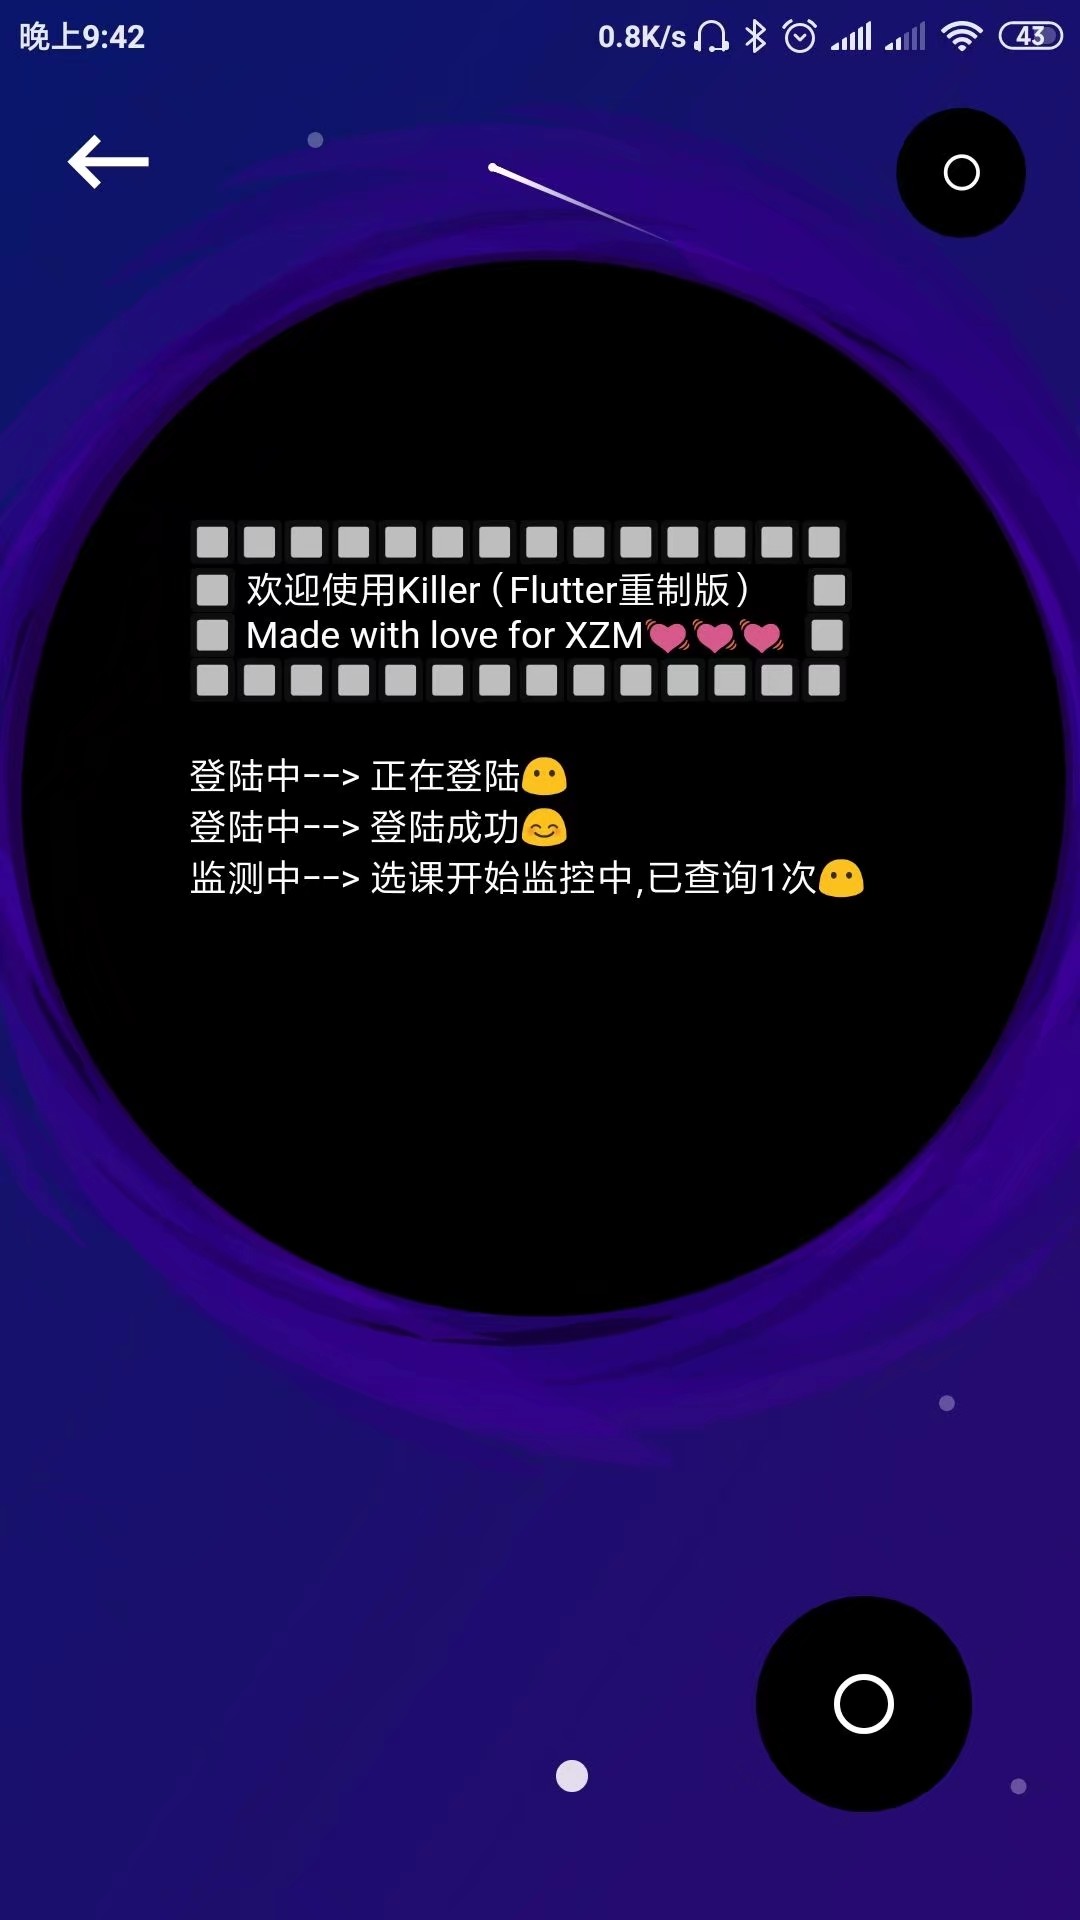 晚上9:42 0.8K/s 43
欢迎使用Killer（Flutter重制版）
Made with love for XZM💓💓💓
登陆中--> 正在登陆😶
登陆中--> 登陆成功😊
监测中--> 选课开始监控中,已查询1次😶